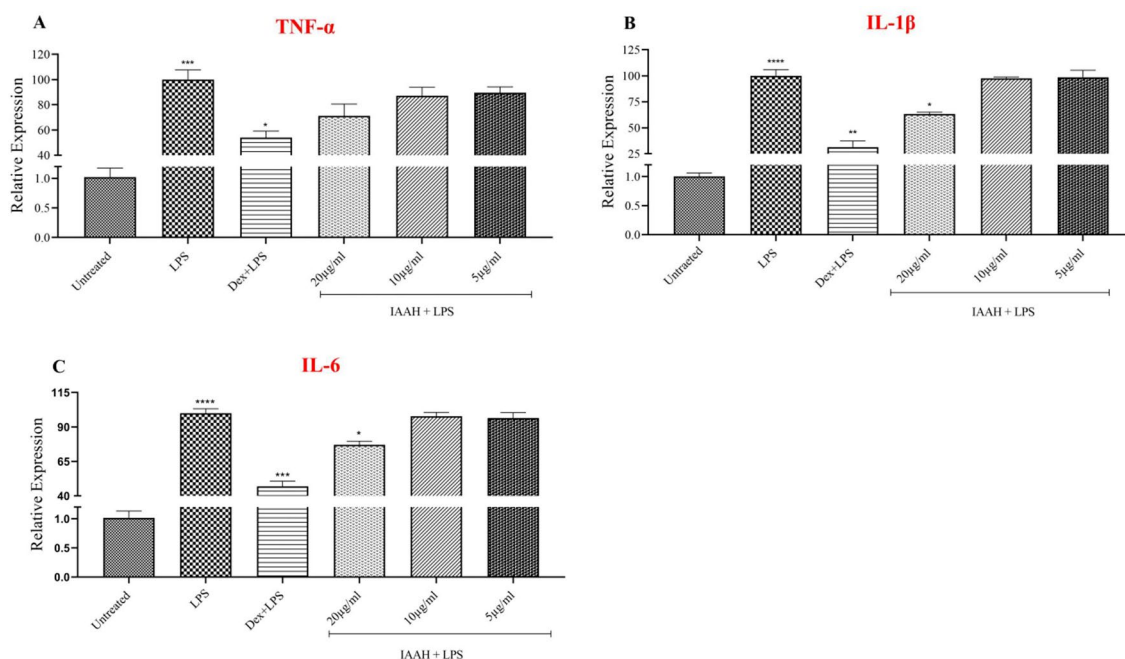 A
TNF-α
Relative Expression
120
100
80
60
40
1.0
0.5
0.0
***
*
Untreated
LPS
Dex+LPS
20µg/ml
10µg/ml
5µg/ml
IAAH + LPS
B
IL-1β
Relative Expression
125
100
75
50
25
1.0
0.5
0.0
****
**
*
Untraeted
LPS
Dex+LPS
20µg/ml
10µg/ml
5µg/ml
IAAH + LPS
C
IL-6
Relative Expression
115
90
65
40
1.0
0.5
0.0
****
***
*
Untreated
LPS
Dex+LPS
20µg/ml
10µg/ml
5µg/ml
IAAH + LPS